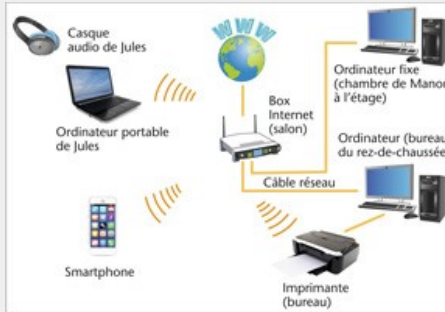 Casque
audio de Jules
WWW
Ordinateur portable
de Jules
Box
Internet
(salon)
Ordinateur fixe
(chambre de Manon
à l'étage)
Ordinateur (bureau
du rez-de-chaussée
Câble réseau
Smartphone
Imprimante
(bureau)